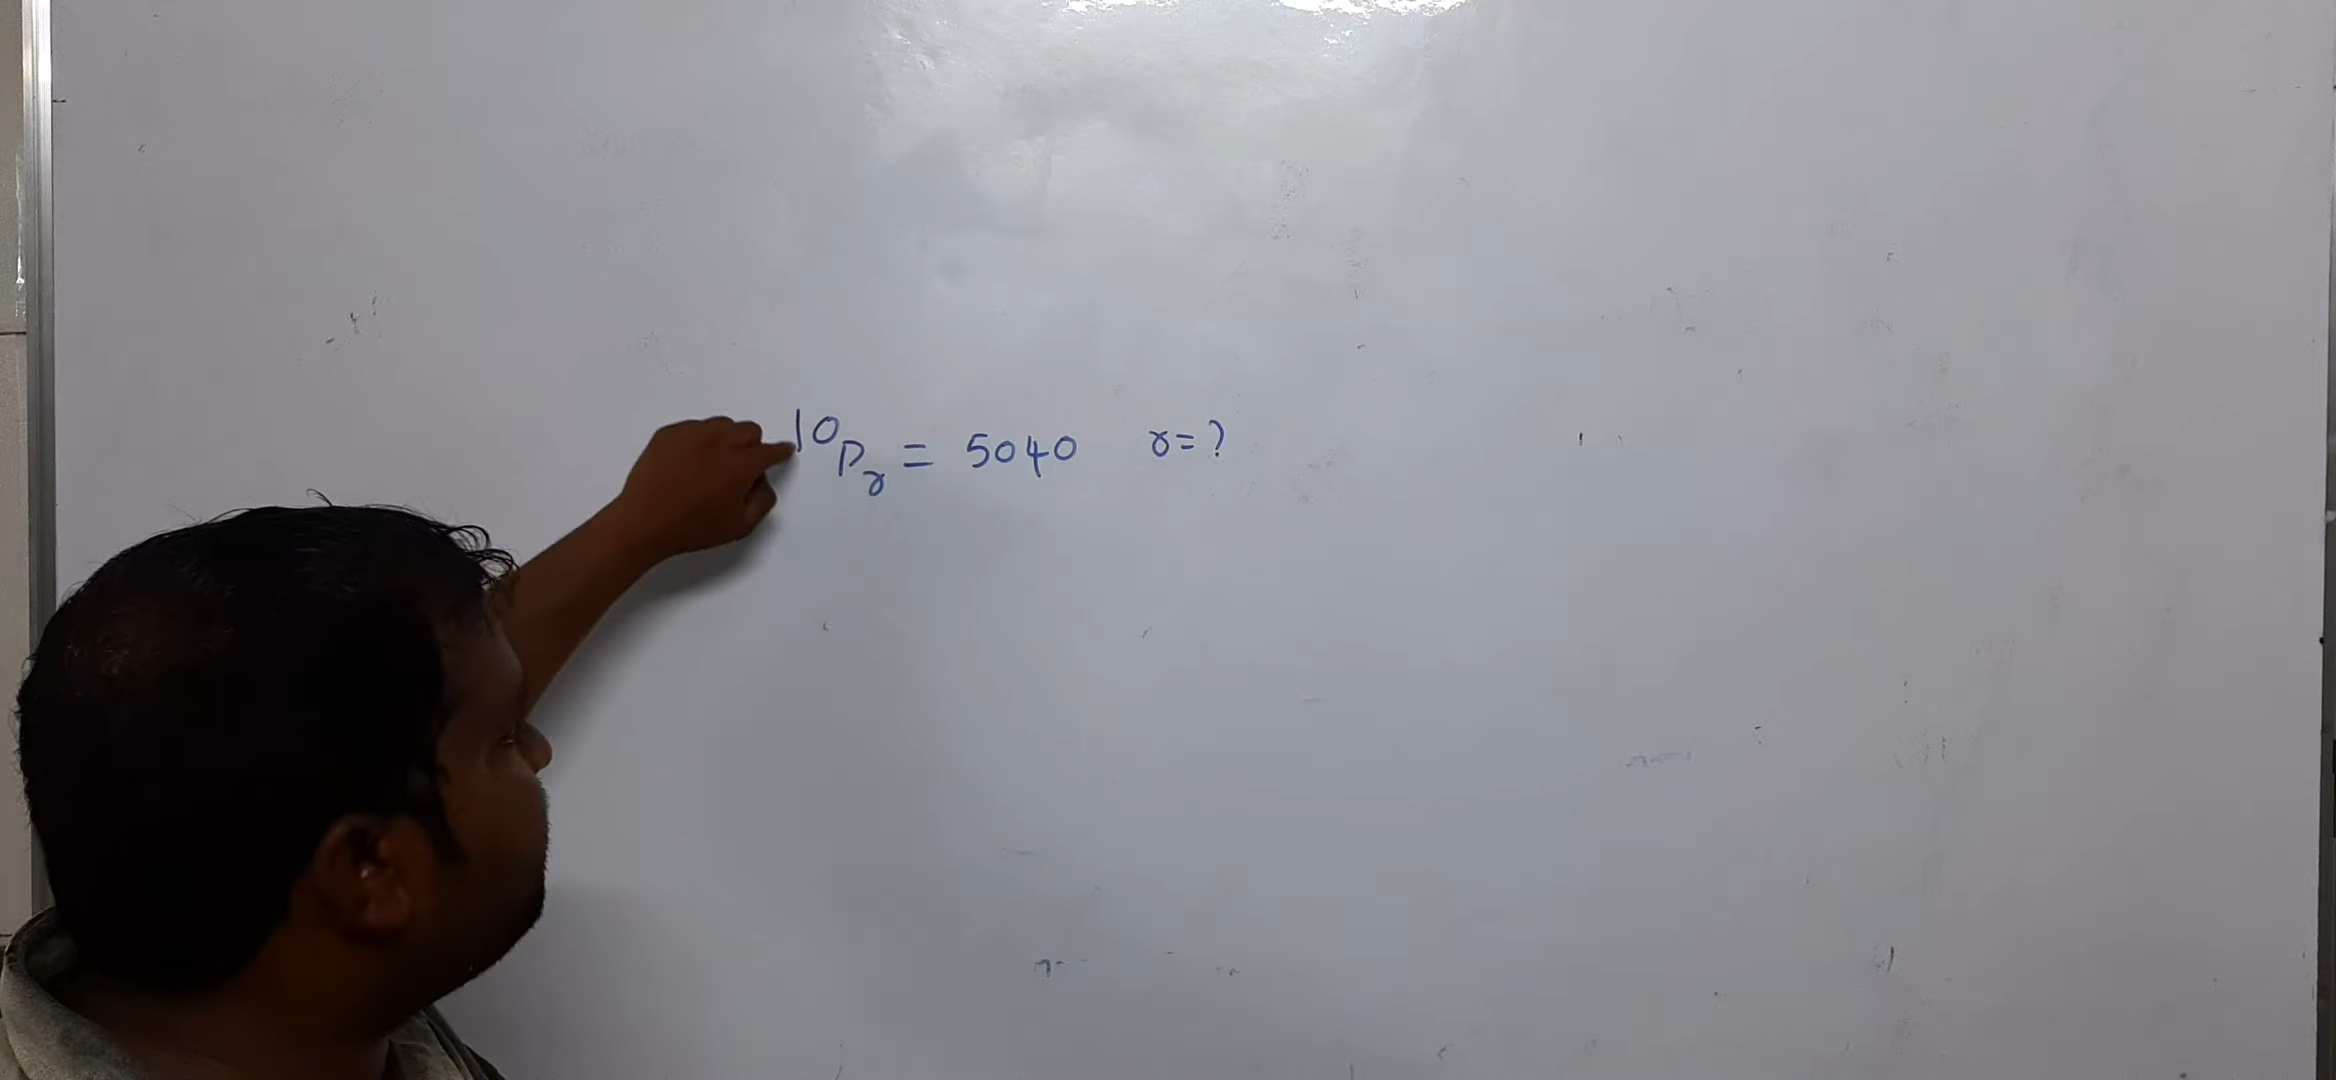 ¹⁰Pᵣ = 5040 r = ?